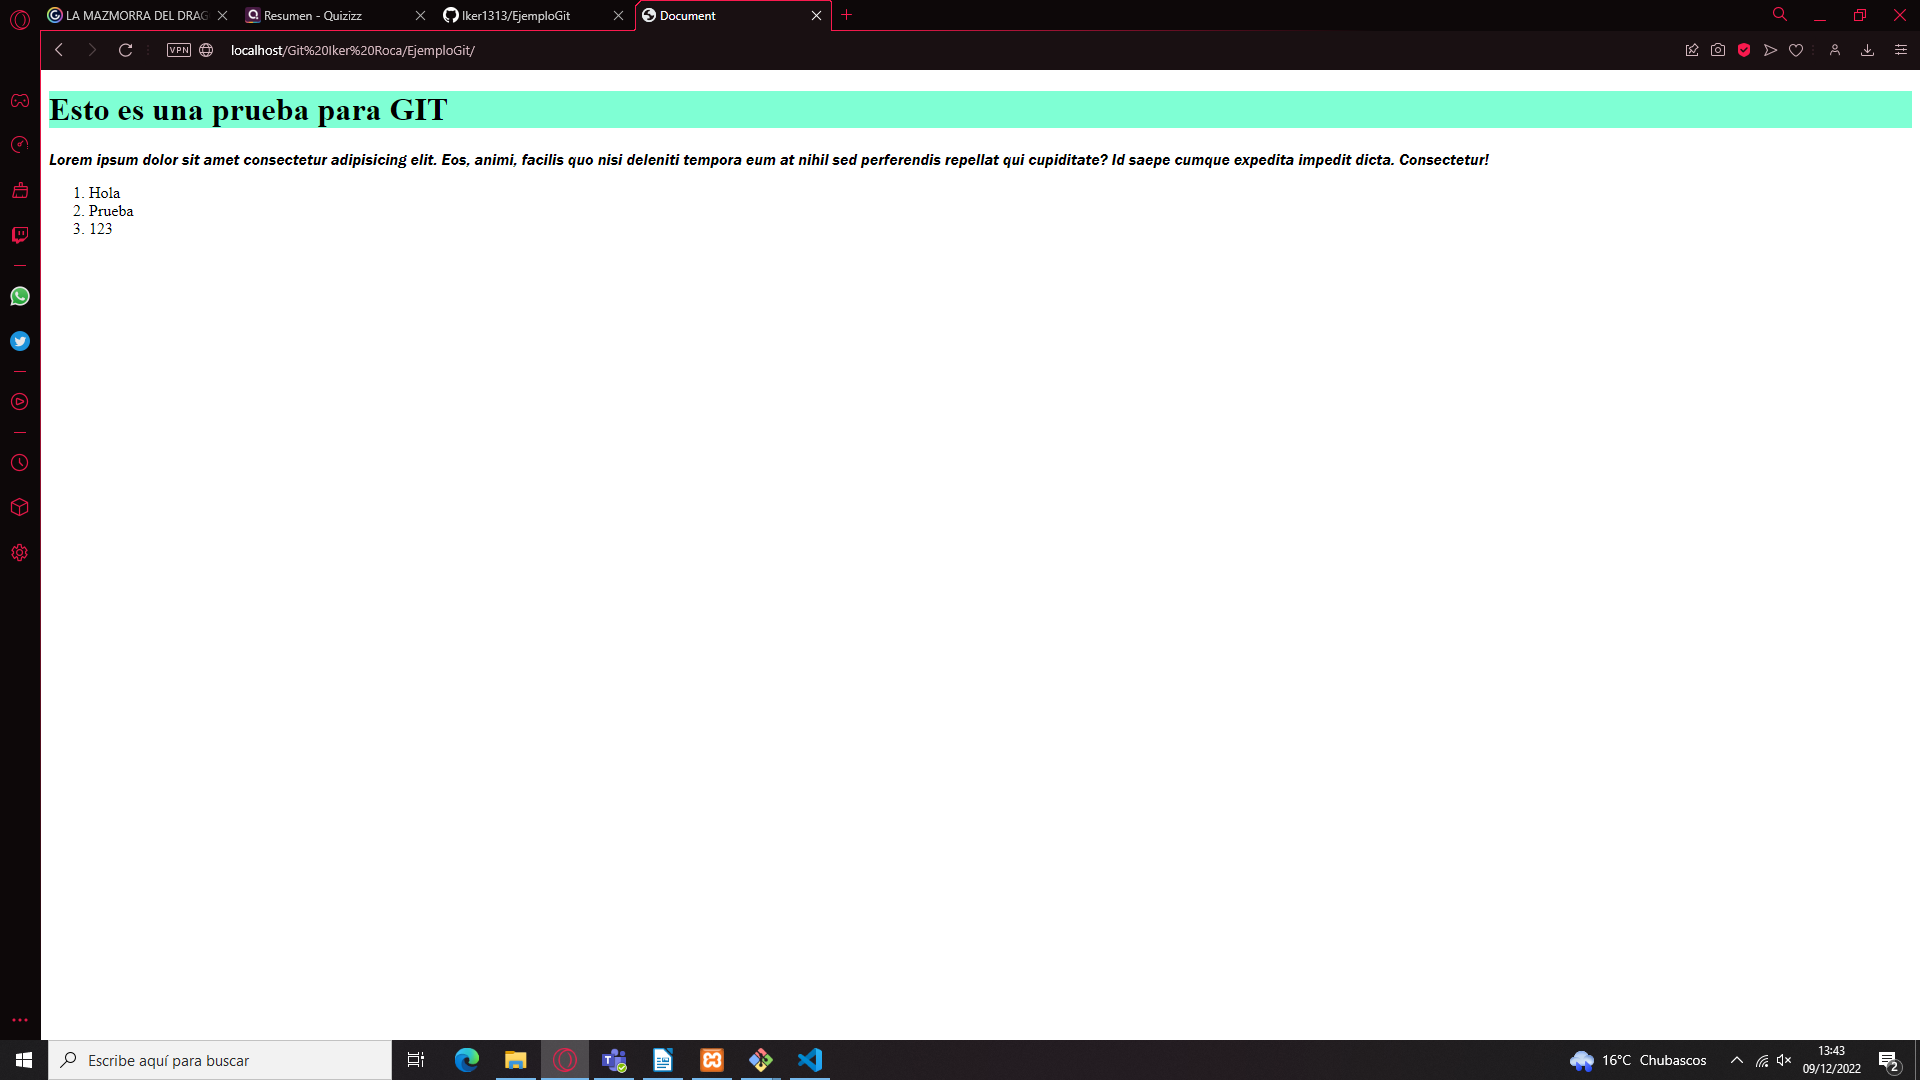 LA MAZMORRA DEL DRAG
Resumen - Quizizz
Iker1313/EjemploGit
Document
VPN
localhost/Git%20Iker%20Roca/EjemploGit/
Esto es una prueba para GIT
Lorem ipsum dolor sit amet consectetur adipisicing elit. Eos, animi, facilis quo nisi deleniti tempora eum at nihil sed perferendis repellat qui cupiditate? Id saepe cumque expedita impedit dicta. Consectetur!
1. Hola
2. Prueba
3. 123
Escribe aquí para buscar
16°C Chubascos
13:43
09/12/2022
2